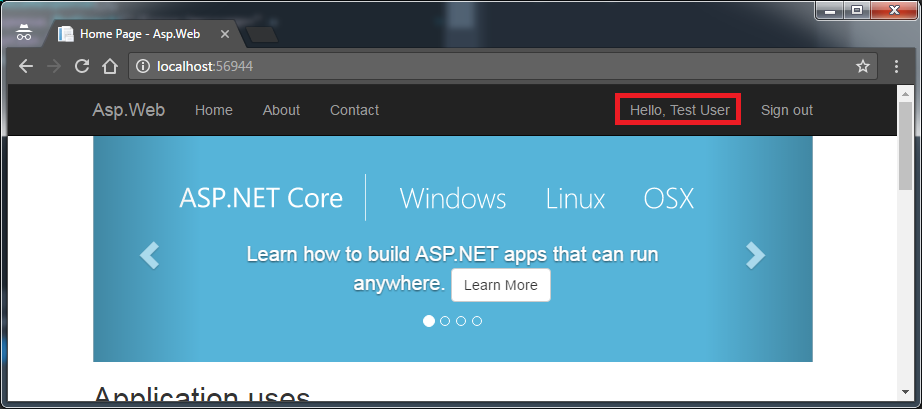 Home Page - Asp.Web
localhost:56944
Asp.Web Home About Contact Hello, Test User Sign out
ASP.NET Core Windows Linux OSX
Learn how to build ASP.NET apps that can run
anywhere. Learn More
Application uses